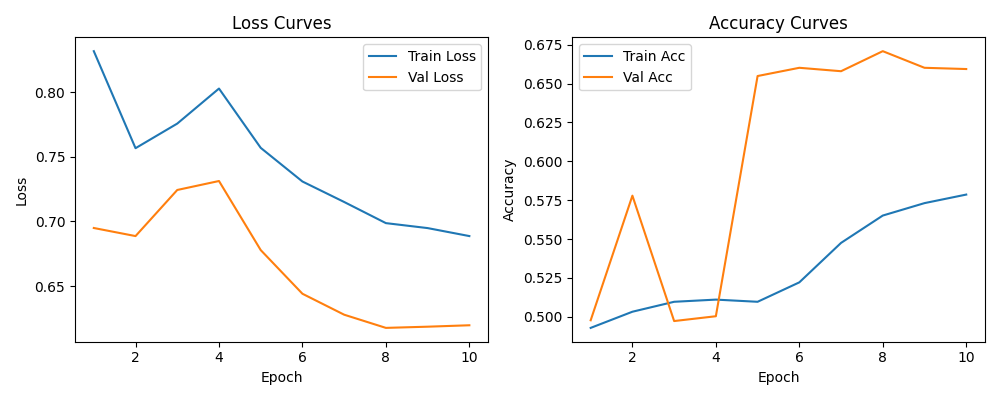 Loss Curves
Train Loss
Val Loss
0.80
0.75
0.70
0.65
Loss
2 4 6 8 10
Epoch
Accuracy Curves
Train Acc
Val Acc
0.675
0.650
0.625
0.600
0.575
0.550
0.525
0.500
Accuracy
2 4 6 8 10
Epoch